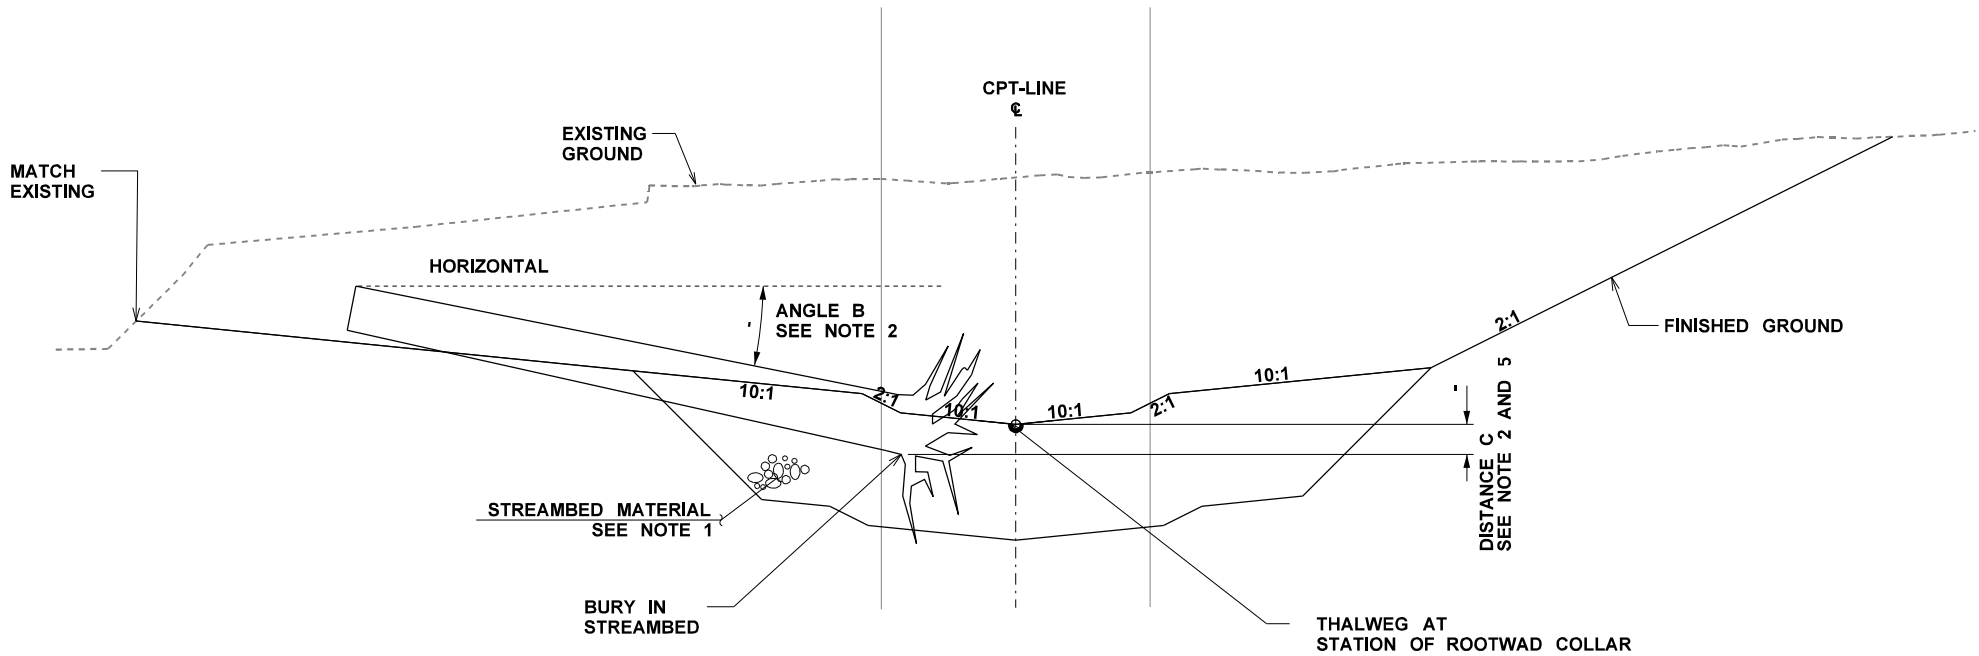 CPT-LINE
℄
EXISTING
GROUND
MATCH
EXISTING
HORIZONTAL
ANGLE B
SEE NOTE 2
'
2:1
FINISHED GROUND
10:1
2:1
10:1
10:1
2:1
10:1
'
DISTANCE C
SEE NOTE 2 AND 5
STREAMBED MATERIAL
SEE NOTE 1
BURY IN
STREAMBED
THALWEG AT
STATION OF ROOTWAD COLLAR